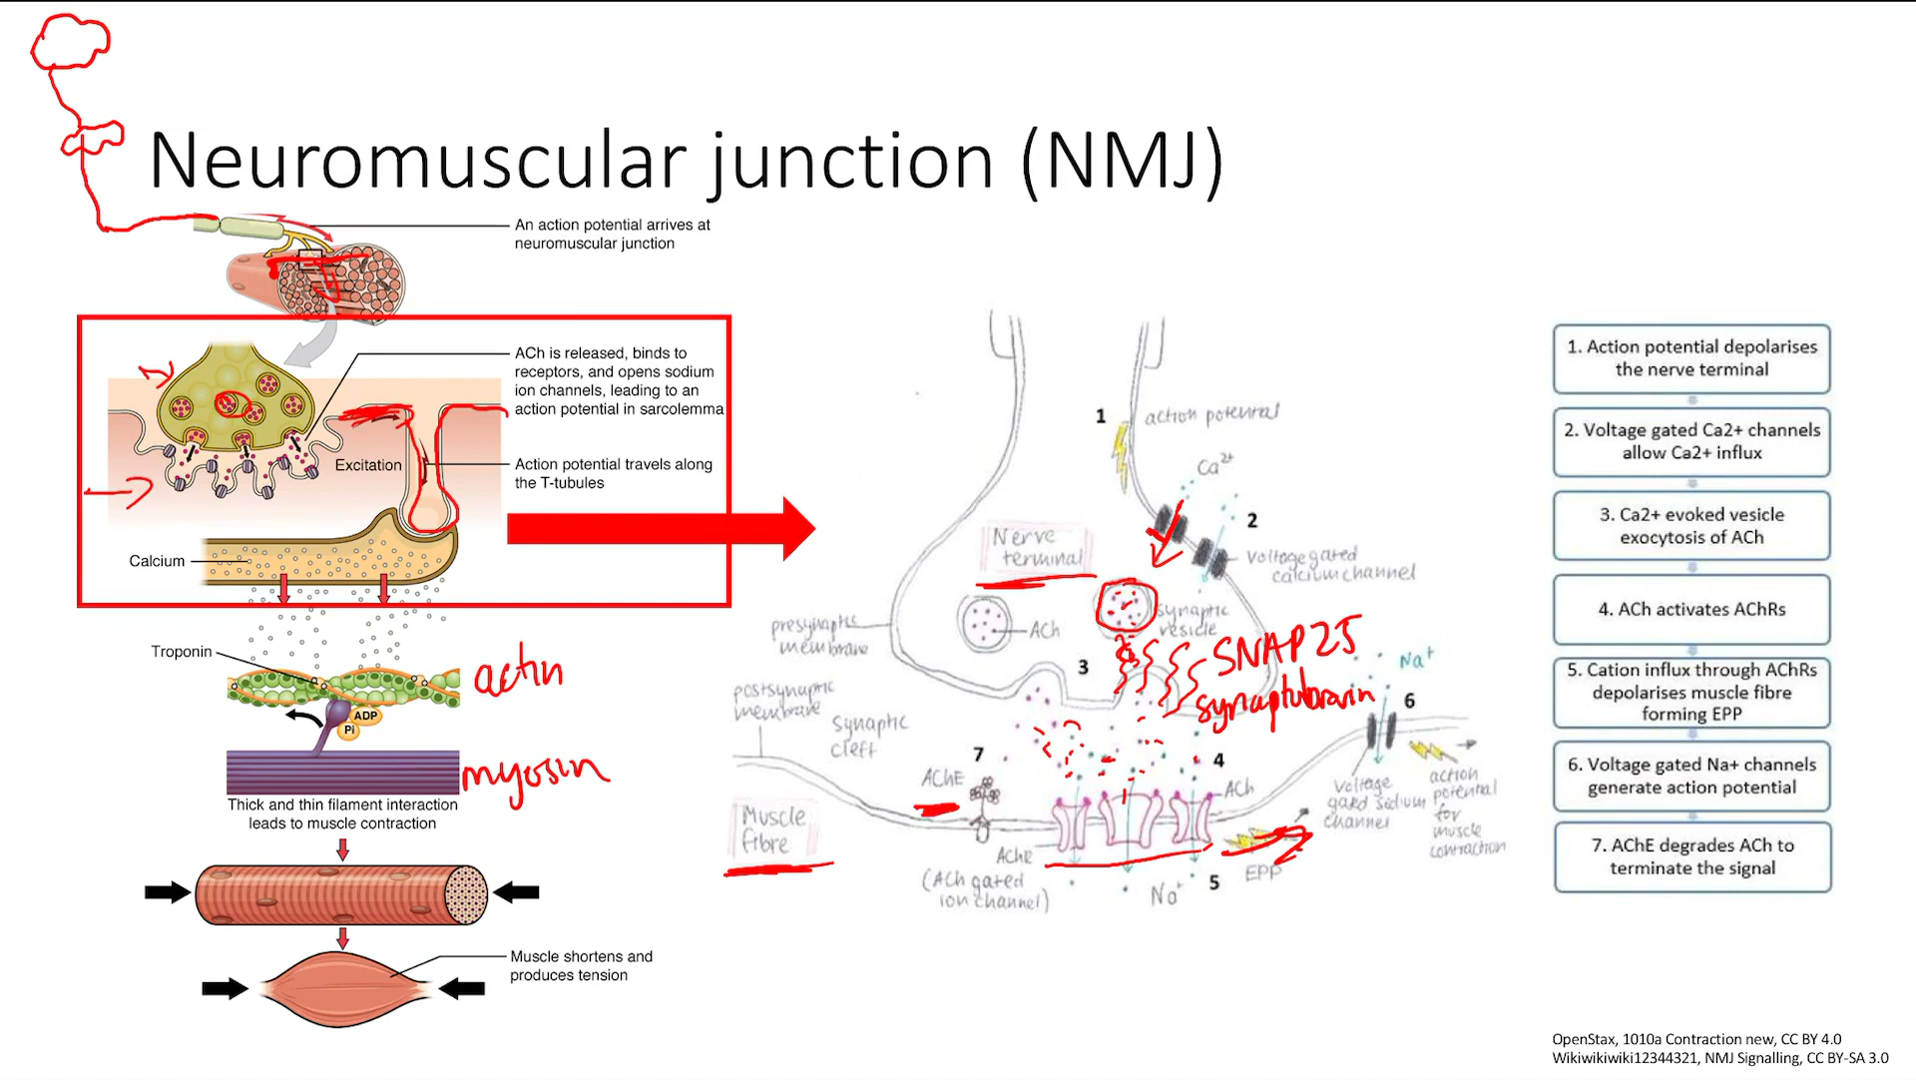 Neuromuscular junction (NMJ)
An action potential arrives at
neuromuscular junction
ACh is released, binds to
receptors, and opens sodium
ion channels, leading to an
action potential in sarcolemma
Excitation
Action potential travels along
the T-tubules
Calcium
Troponin
actin
ADP
Pi
myosin
Thick and thin filament interaction
leads to muscle contraction
Muscle shortens and
produces tension
1
action potential
Ca2+
2
Nerve
terminal
Voltage gated
calcium channel
ACh
synaptic
vesicle
presynaptic
membrane
3
SNAP25
synaptobravin
Na+
6
postsynaptic
membrane
synaptic
cleft
7
AChE
4
ACh
Muscle
fibre
AChR
(ACh gated
ion channel)
Na+
5
EPP
voltage
gated sodium
channel
action
potential
for
muscle
contraction
1. Action potential depolarises
the nerve terminal
2. Voltage gated Ca2+ channels
allow Ca2+ influx
3. Ca2+ evoked vesicle
exocytosis of ACh
4. ACh activates AChRs
5. Cation influx through AChRs
depolarises muscle fibre
forming EPP
6. Voltage gated Na+ channels
generate action potential
7. AChE degrades ACh to
terminate the signal
OpenStax, 1010a Contraction new, CC BY 4.0
Wikiwikiwiki12344321, NMJ Signalling, CC BY-SA 3.0